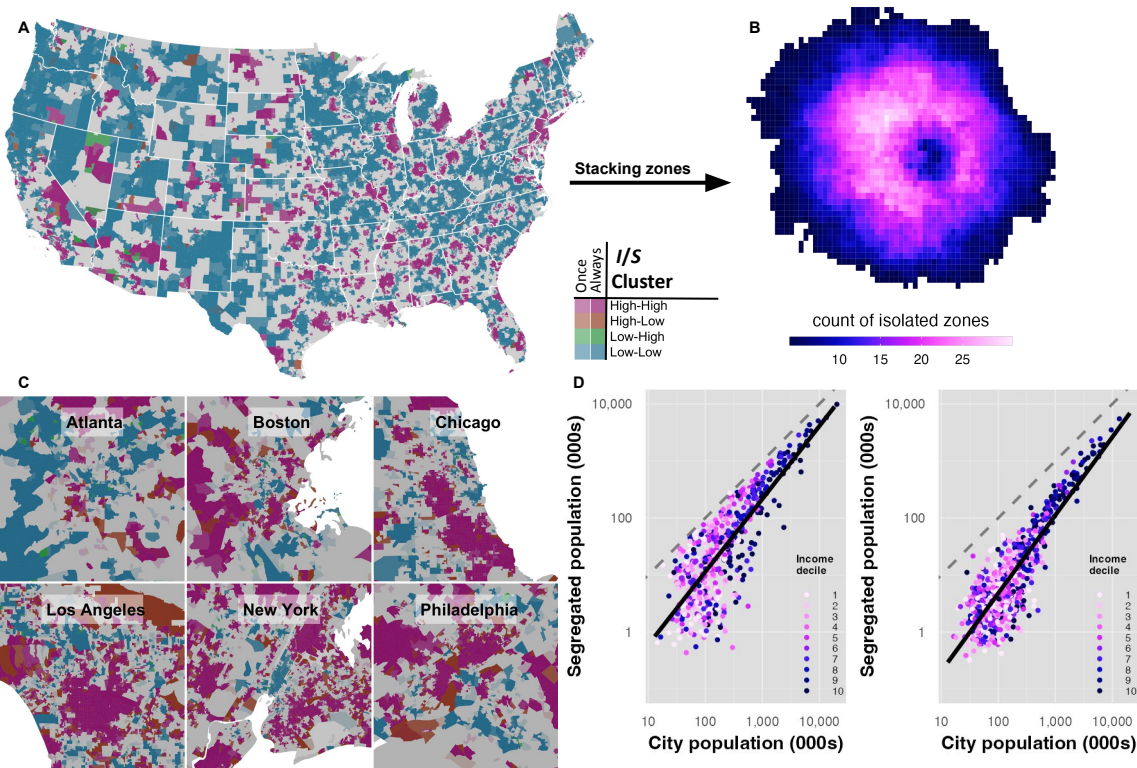 A
B
Stacking zones
Once
Always
I/S
Cluster
High-High
High-Low
Low-High
Low-Low
count of isolated zones
10 15 20 25
C
D
Atlanta
Boston
Chicago
Los Angeles
New York
Philadelphia
Segregated population (000s)
10,000
100
1
Income
decile
1
2
3
4
5
6
7
8
9
10
10 100 1,000 10,000
City population (000s)
Segregated population (000s)
10,000
100
1
Income
decile
1
2
3
4
5
6
7
8
9
10
10 100 1,000 10,000
City population (000s)